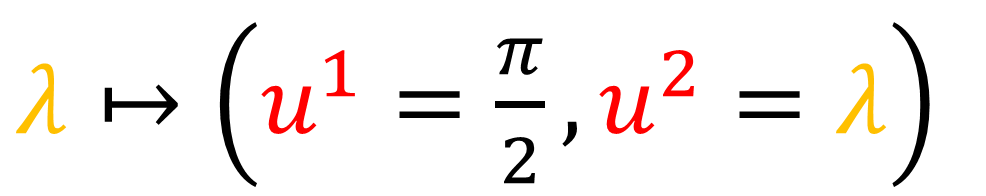 λ ↦ (u¹ = π/2, u² = λ)